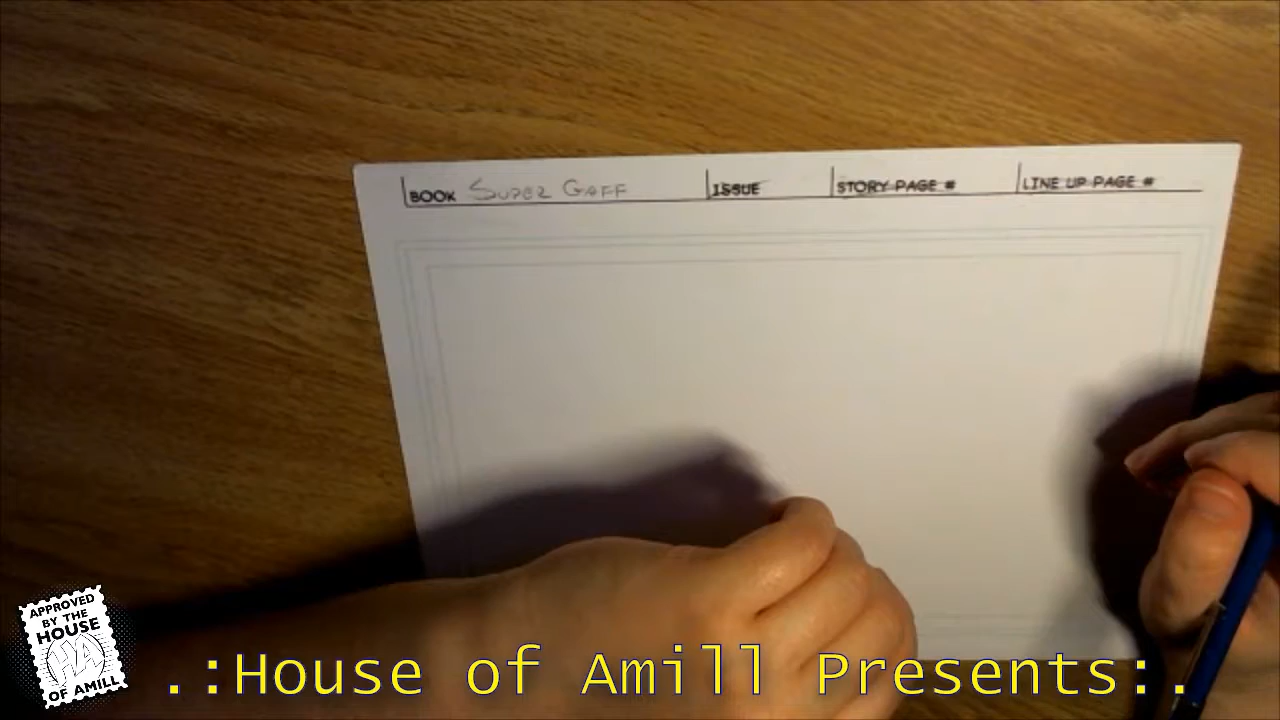 BOOK SUPER GAFF ISSUE STORY PAGE # LINE UP PAGE #
APPROVED
BY THE
HOUSE
HA
OF AMILL
.:House of Amill Presents:.